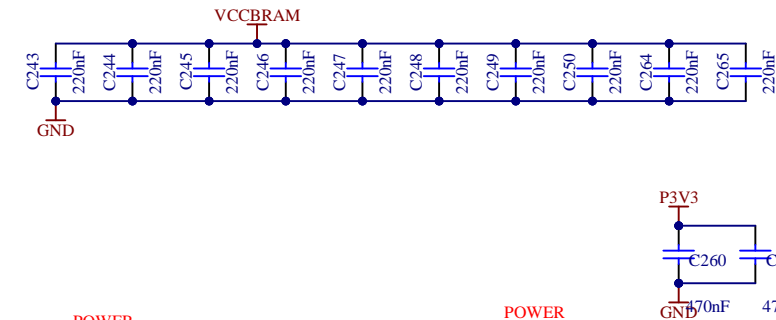 VCCBRAM
C243 220nF C244 220nF C245 220nF C246 220nF C247 220nF C248 220nF C249 220nF C250 220nF C264 220nF C265 220nF
GND
P3V3
C260 C
GND 470nF 47
POWER POWER